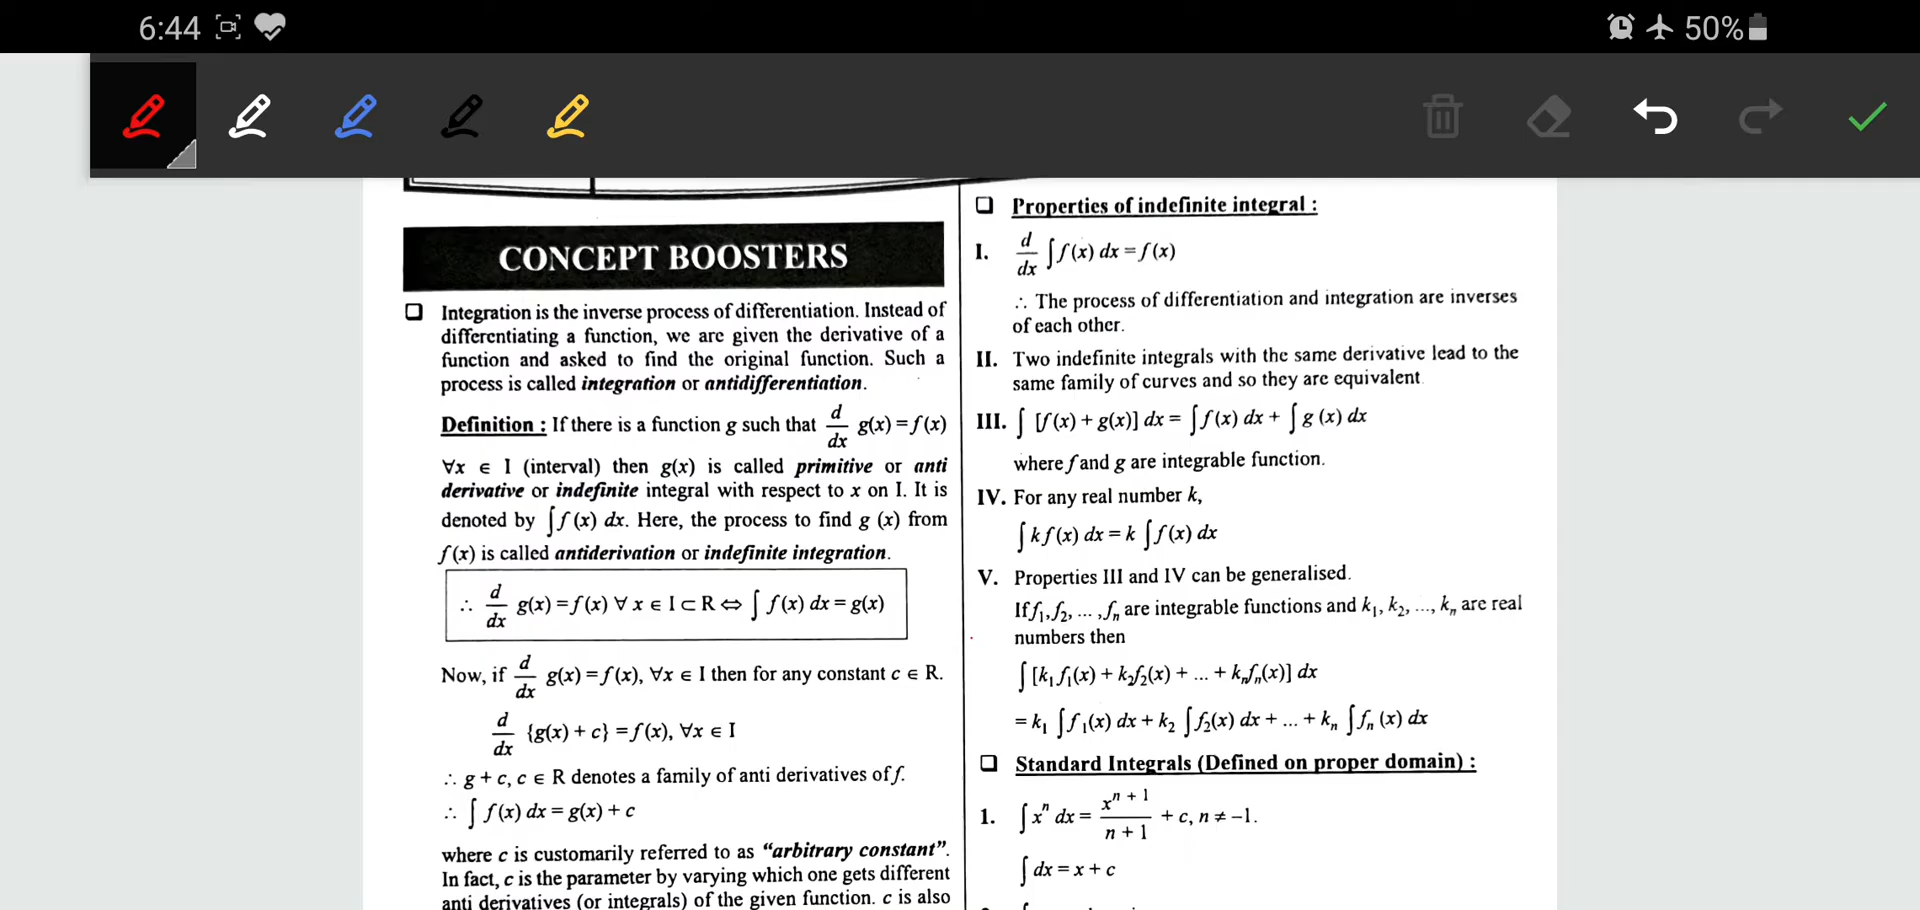 6:44
50%
CONCEPT BOOSTERS
❑ Integration is the inverse process of differentiation. Instead of
differentiating a function, we are given the derivative of a
function and asked to find the original function. Such a
process is called integration or antidifferentiation.
Definition : If there is a function g such that d/dx g(x) = f(x)
∀x ∈ I (interval) then g(x) is called primitive or anti
derivative or indefinite integral with respect to x on I. It is
denoted by ∫f (x) dx. Here, the process to find g (x) from
f(x) is called antiderivation or indefinite integration.
∴ d/dx g(x) = f(x) ∀ x ∈ I ⊂ R ⇔ ∫ f(x) dx = g(x)
Now, if d/dx g(x) = f(x), ∀x ∈ I then for any constant c ∈ R.
d/dx {g(x) + c} = f(x), ∀x ∈ I
∴ g + c, c ∈ R denotes a family of anti derivatives of f.
∴ ∫ f(x) dx = g(x) + c
where c is customarily referred to as “arbitrary constant”.
In fact, c is the parameter by varying which one gets different
anti derivatives (or integrals) of the given function. c is also
❑ Properties of indefinite integral :
I. d/dx ∫f(x) dx = f(x)
∴ The process of differentiation and integration are inverses
of each other.
II. Two indefinite integrals with the same derivative lead to the
same family of curves and so they are equivalent.
III. ∫ [f(x) + g(x)] dx = ∫f(x) dx + ∫g (x) dx
where f and g are integrable function.
IV. For any real number k,
∫ k f(x) dx = k ∫f(x) dx
V. Properties III and IV can be generalised.
If f₁, f₂, ... , fₙ are integrable functions and k₁, k₂, ..., kₙ are real
numbers then
∫ [k₁ f₁(x) + k₂f₂(x) + ... + kₙfₙ(x)] dx
= k₁ ∫f₁(x) dx + k₂ ∫f₂(x) dx + ... + kₙ ∫fₙ (x) dx
❑ Standard Integrals (Defined on proper domain) :
1. ∫xⁿ dx = xⁿ⁺¹/(n + 1) + c, n ≠ −1.
∫ dx = x + c